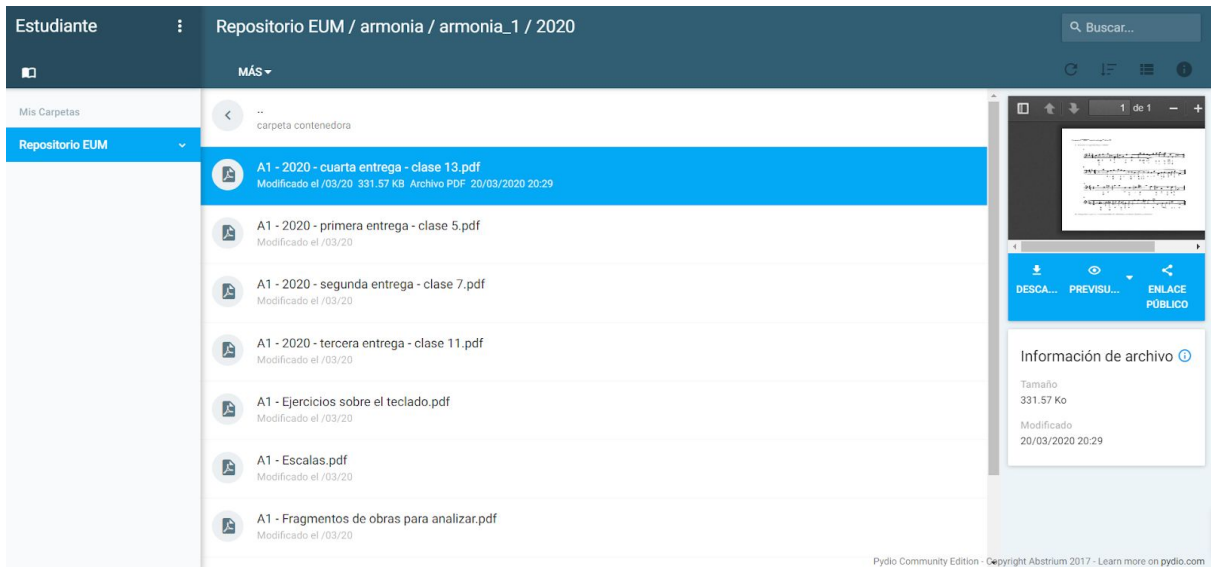 Estudiante
Repositorio EUM / armonia / armonia_1 / 2020
Buscar...
MÁS
Mis Carpetas
Repositorio EUM
..
carpeta contenedora
A1 - 2020 - cuarta entrega - clase 13.pdf
Modificado el /03/20 331.57 KB Archivo PDF 20/03/2020 20:29
A1 - 2020 - primera entrega - clase 5.pdf
Modificado el /03/20
A1 - 2020 - segunda entrega - clase 7.pdf
Modificado el /03/20
A1 - 2020 - tercera entrega - clase 11.pdf
Modificado el /03/20
A1 - Ejercicios sobre el teclado.pdf
Modificado el /03/20
A1 - Escalas.pdf
Modificado el /03/20
A1 - Fragmentos de obras para analizar.pdf
Modificado el /03/20
1 de 1
DESCA... PREVISU... ENLACE
PÚBLICO
Información de archivo
Tamaño
331.57 Ko
Modificado
20/03/2020 20:29
Pydio Community Edition - Copyright Abstrium 2017 - Learn more on pydio.com